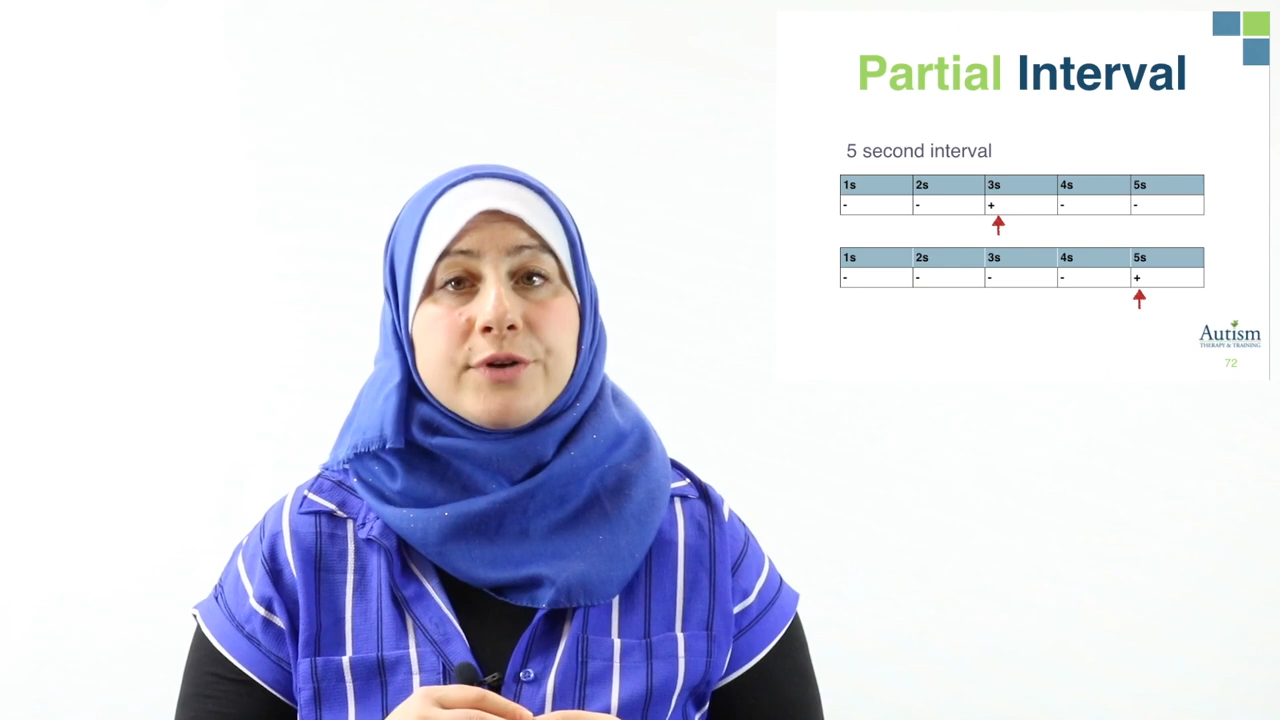 Partial Interval
5 second interval
1s 2s 3s 4s 5s
- - + - -
1s 2s 3s 4s 5s
- - - - +
Autism
THERAPY & TRAINING
72